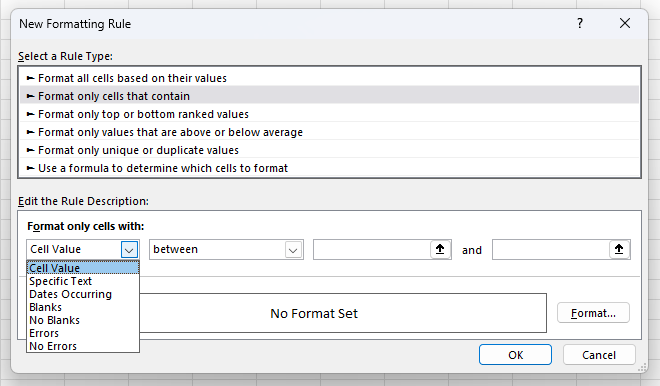 New Formatting Rule
Select a Rule Type:
► Format all cells based on their values
► Format only cells that contain
► Format only top or bottom ranked values
► Format only values that are above or below average
► Format only unique or duplicate values
► Use a formula to determine which cells to format
Edit the Rule Description:
Format only cells with:
Cell Value between and
Cell Value
Specific Text
Dates Occurring
Blanks
No Blanks
Errors
No Errors
No Format Set Format...
OK Cancel